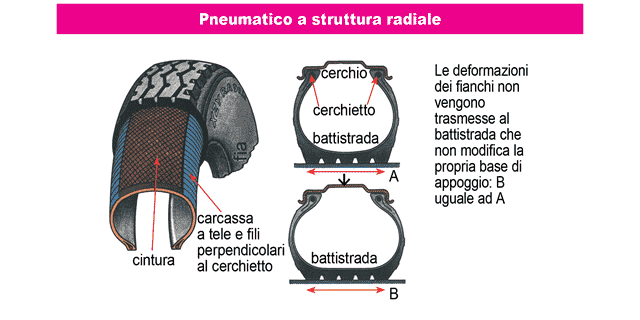 Pneumatico a struttura radiale
cerchio
cerchietto
battistrada
A
Le deformazioni
dei fianchi non
vengono
trasmesse al
battistrada che
non modifica la
propria base di
appoggio: B
uguale ad A
carcassa
a tele e fili
perpendicolari
al cerchietto
cintura
battistrada
B